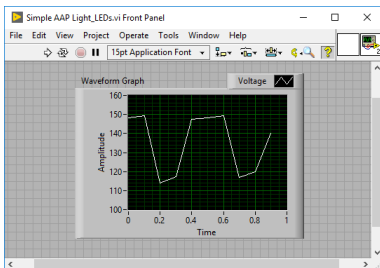 Simple AAP Light_LEDs.vi Front Panel
File Edit View Project Operate Tools Window Help
15pt Application Font
Waveform Graph
Voltage
160
150
140
130
120
110
100
Amplitude
0 0.2 0.4 0.6 0.8 1
Time
2